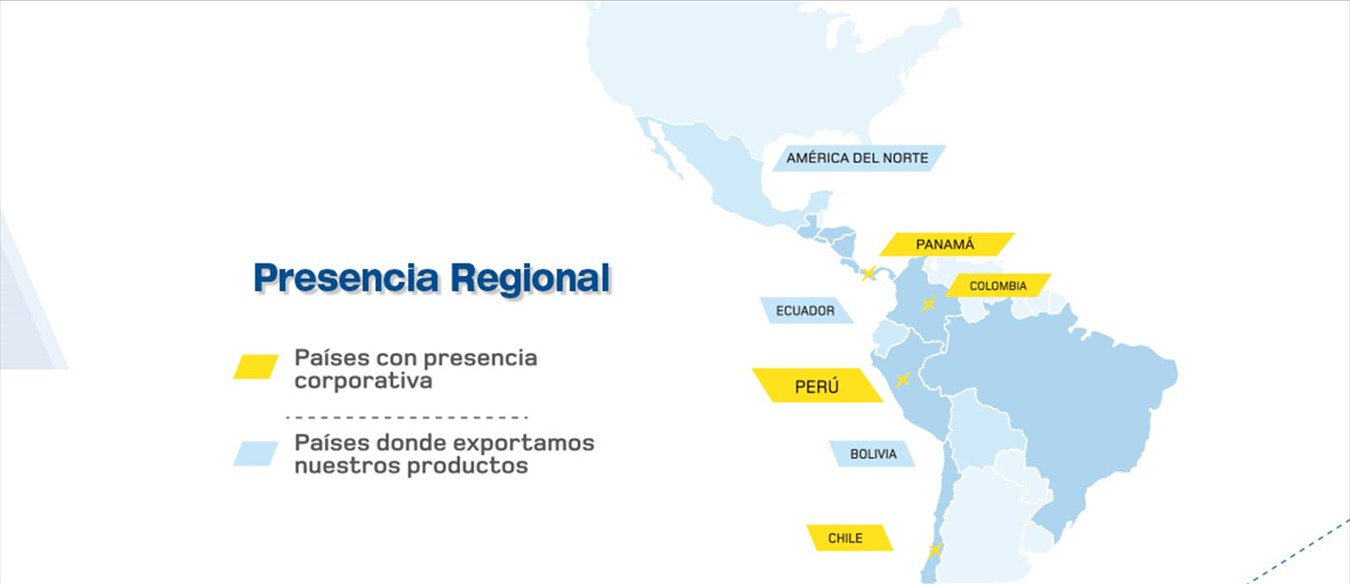 AMÉRICA DEL NORTE
PANAMÁ
COLOMBIA
Presencia Regional
ECUADOR
Países con presencia
corporativa
PERÚ
Países donde exportamos
nuestros productos
BOLIVIA
CHILE